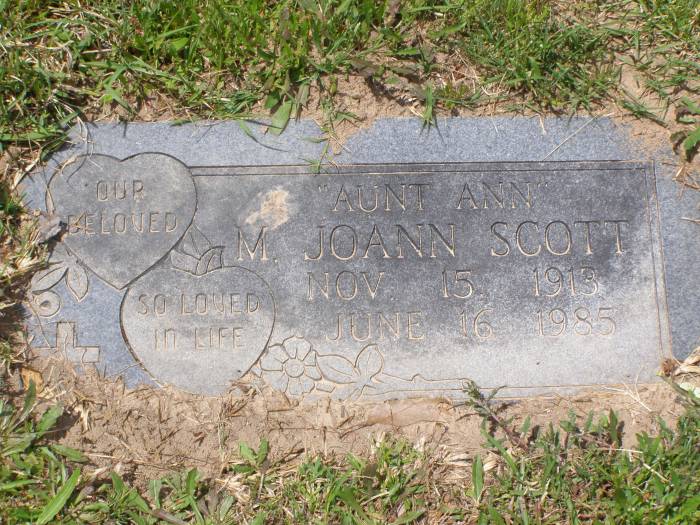 OUR
BELOVED
SO LOVED
IN LIFE
"AUNT ANN"
M. JOANN SCOTT
NOV. 15, 1913
JUNE 16, 1985